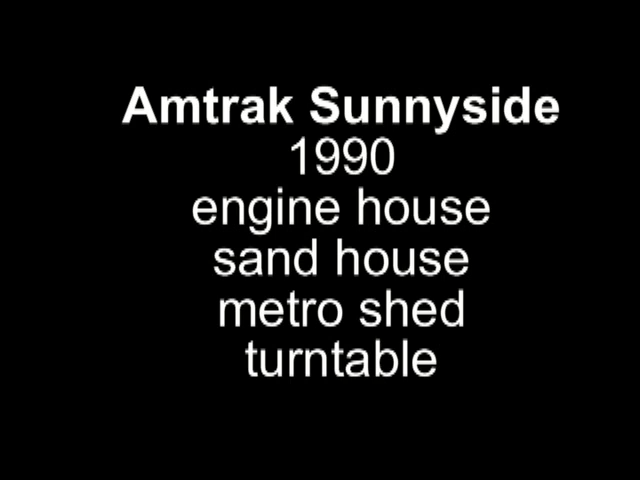 Amtrak Sunnyside
1990
engine house
sand house
metro shed
turntable